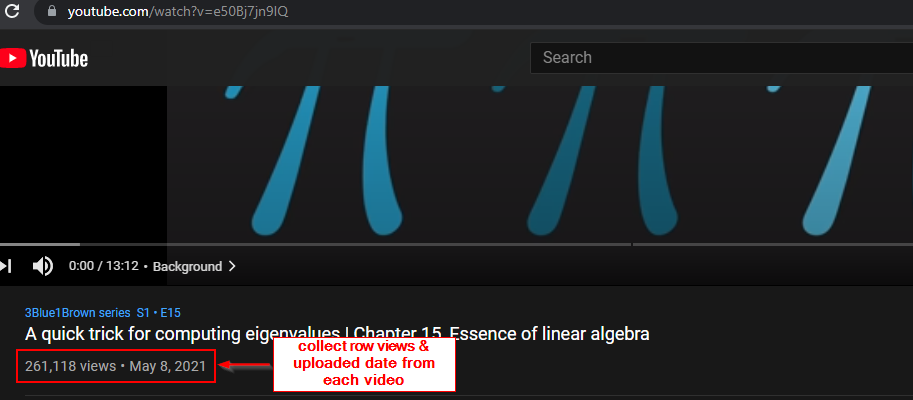 youtube.com/watch?v=e50Bj7jn9IQ
YouTube
Search
0:00 / 13:12 • Background
3Blue1Brown series S1 • E15
A quick trick for computing eigenvalues | Chapter 15, Essence of linear algebra
261,118 views • May 8, 2021
collect row views &
uploaded date from
each video